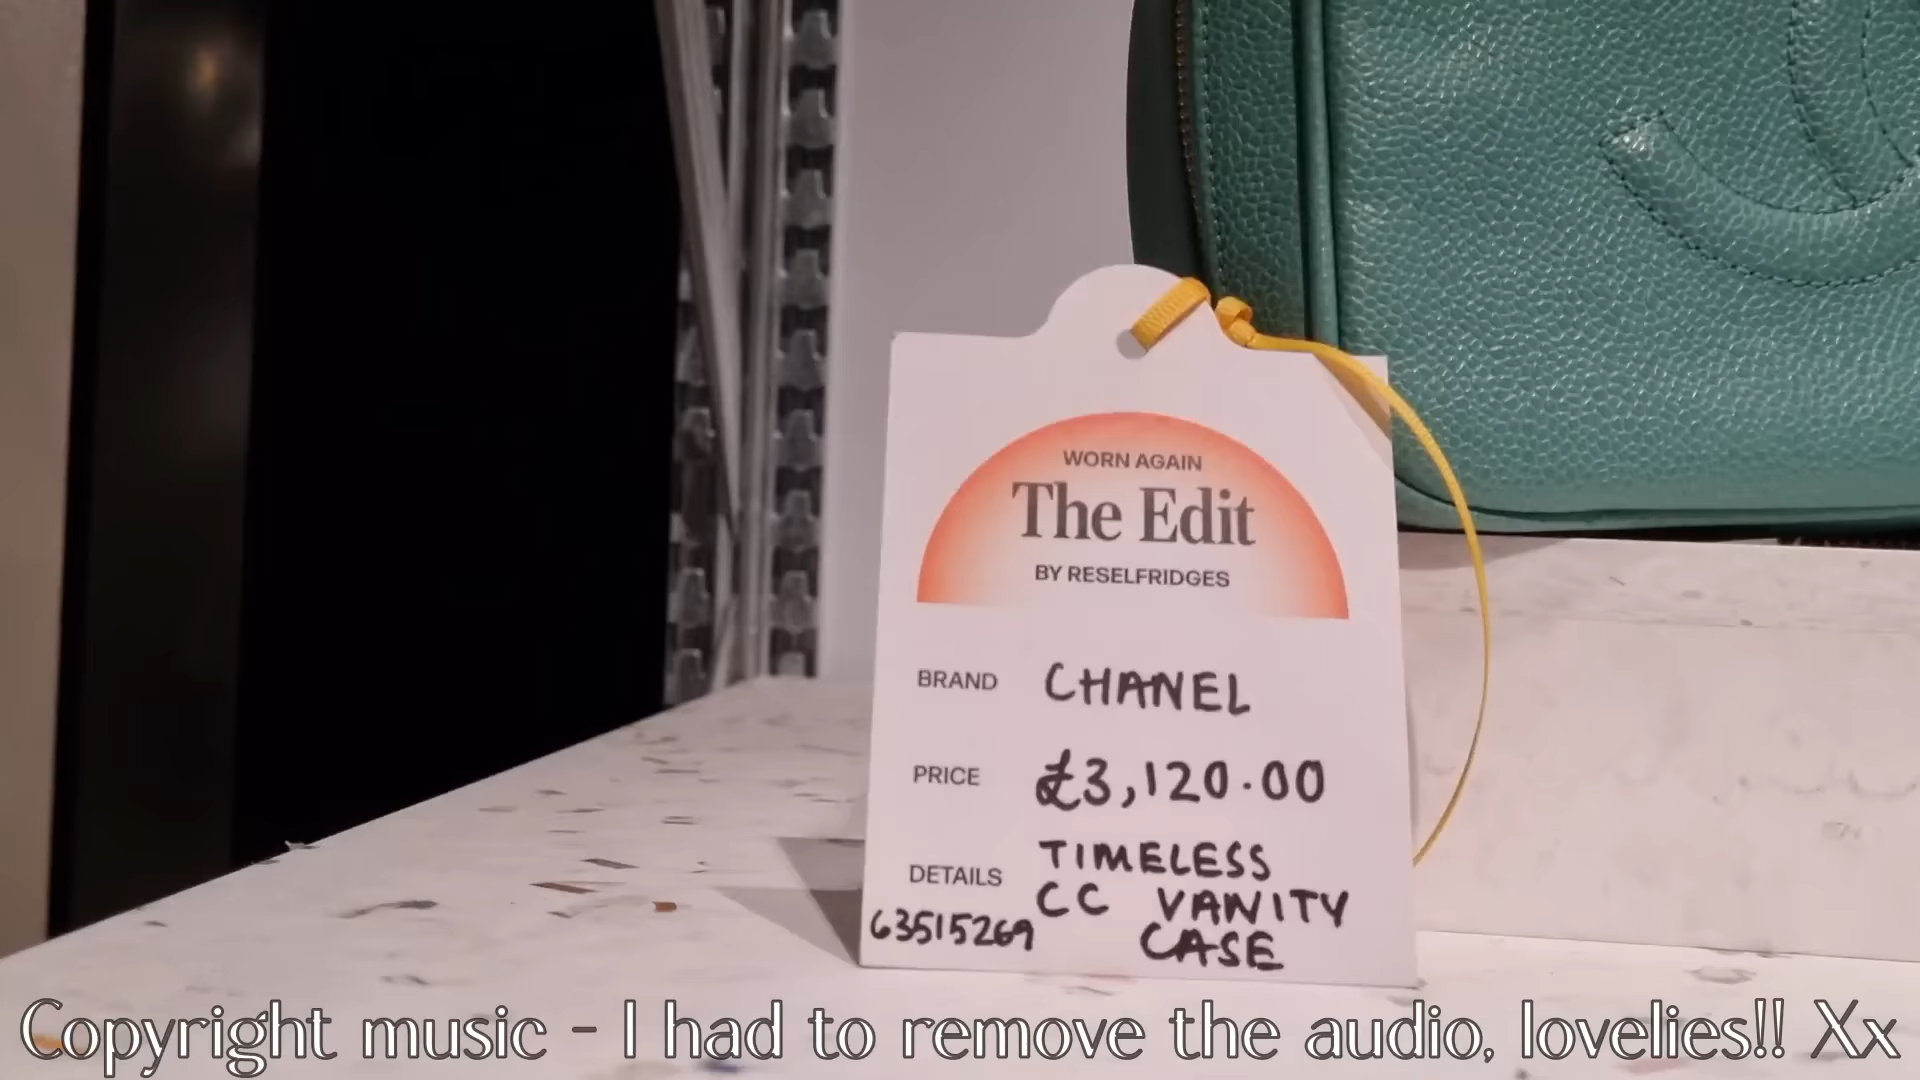 WORN AGAIN
The Edit
BY RESELFRIDGES
BRAND CHANEL
PRICE £3,120.00
DETAILS TIMELESS
CC VANITY
CASE
63515269
Copyright music - I had to remove the audio, lovelies!! Xx